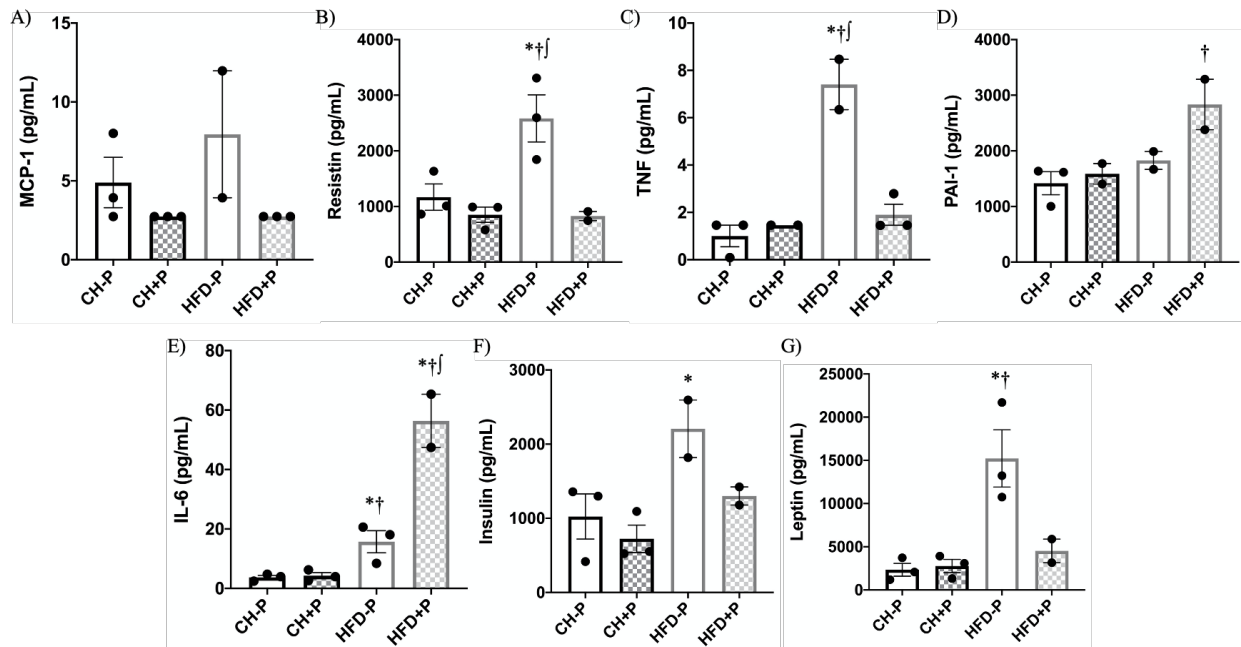 A)
MCP-1 (pg/mL)
15
10
5
0
CH-P
CH+P
HFD-P
HFD+P
B)
Resistin (pg/mL)
4000
3000
2000
1000
0
*†∫
CH-P
CH+P
HFD-P
HFD+P
C)
TNF (pg/mL)
10
8
6
4
2
0
*†∫
CH-P
CH+P
HFD-P
HFD+P
D)
PAI-1 (pg/mL)
4000
3000
2000
1000
0
†
CH-P
CH+P
HFD-P
HFD+P
E)
IL-6 (pg/mL)
80
60
40
20
0
*†
*†∫
CH-P
CH+P
HFD-P
HFD+P
F)
Insulin (pg/mL)
3000
2000
1000
0
*
CH-P
CH+P
HFD-P
HFD+P
G)
Leptin (pg/mL)
25000
20000
15000
10000
5000
0
*†
CH-P
CH+P
HFD-P
HFD+P